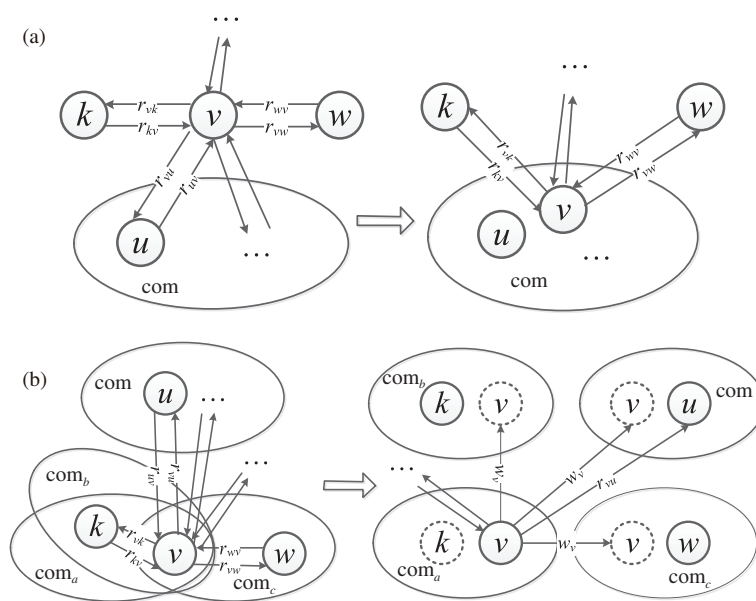 (a)
...
k
r_vk
r_kv
v
r_wv
r_vw
w
r_vu
r_uv
u
...
com
...
k
r_vk
r_kv
v
r_wv
r_vw
w
u
...
com
(b)
com
u
...
r_uv
r_vu
...
com_b
k
r_vk
r_kv
v
r_wv
r_vw
w
com_a
com_c
com_b
k
v
v
u
com
w_v
w_v
r_vu
...
k
v
w_v
v
w
com_a
com_c